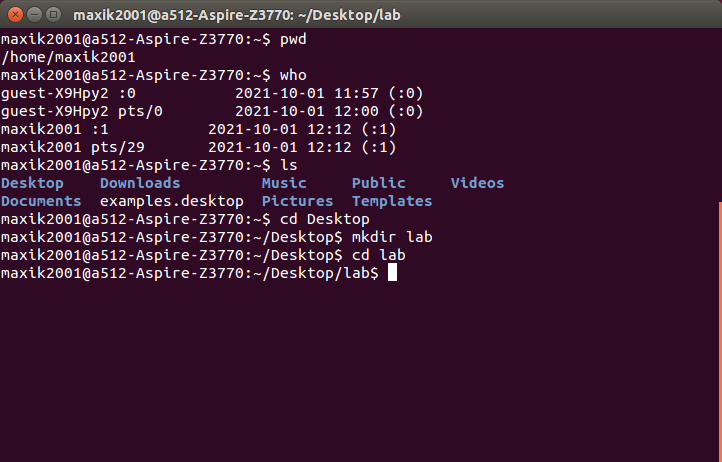 maxik2001@a512-Aspire-Z3770: ~/Desktop/lab
maxik2001@a512-Aspire-Z3770:~$ pwd
/home/maxik2001
maxik2001@a512-Aspire-Z3770:~$ who
guest-X9Hpy2 :0           2021-10-01 11:57 (:0)
guest-X9Hpy2 pts/0        2021-10-01 12:00 (:0)
maxik2001 :1           2021-10-01 12:12 (:1)
maxik2001 pts/29       2021-10-01 12:12 (:1)
maxik2001@a512-Aspire-Z3770:~$ ls
Desktop    Downloads         Music     Public     Videos
Documents  examples.desktop  Pictures  Templates
maxik2001@a512-Aspire-Z3770:~$ cd Desktop
maxik2001@a512-Aspire-Z3770:~/Desktop$ mkdir lab
maxik2001@a512-Aspire-Z3770:~/Desktop$ cd lab
maxik2001@a512-Aspire-Z3770:~/Desktop/lab$